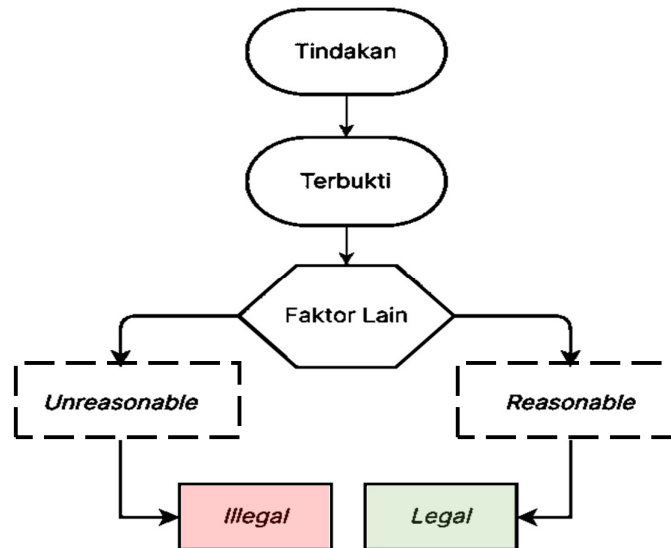 Tindakan
Terbukti
Faktor Lain
Unreasonable
Reasonable
Illegal
Legal